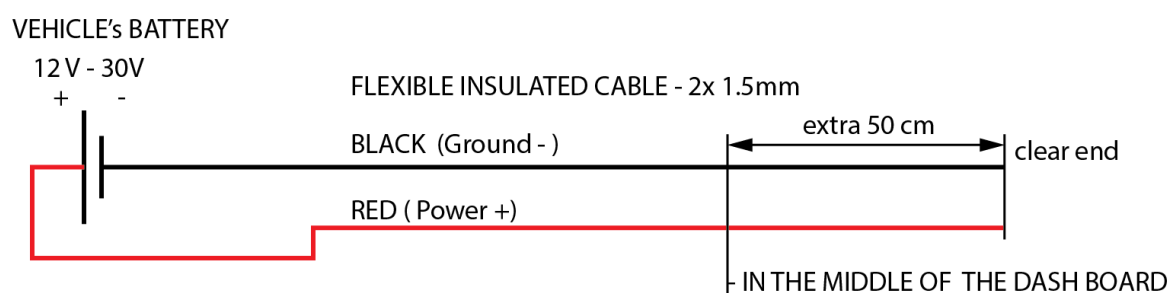 VEHICLE's BATTERY
12 V - 30V
+ -
FLEXIBLE INSULATED CABLE - 2x 1.5mm
extra 50 cm
BLACK (Ground - )
clear end
RED ( Power +)
- IN THE MIDDLE OF THE DASH BOARD